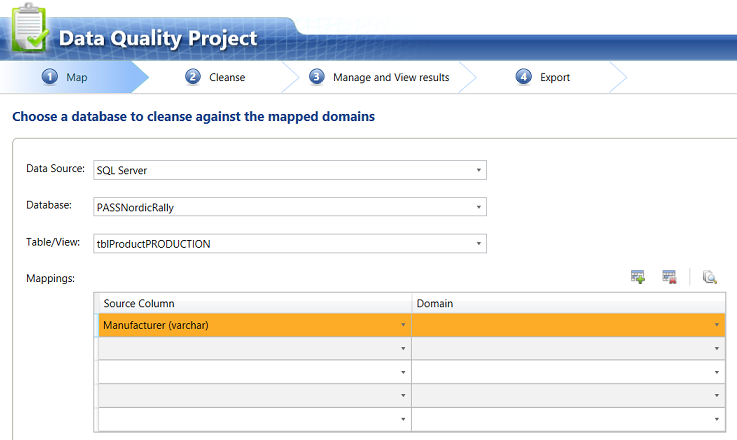 Data Quality Project
1 Map 2 Cleanse 3 Manage and View results 4 Export
Choose a database to cleanse against the mapped domains
Data Source: SQL Server
Database: PASSNordicRally
Table/View: tblProductPRODUCTION
Mappings:
Source Column Domain
Manufacturer (varchar)